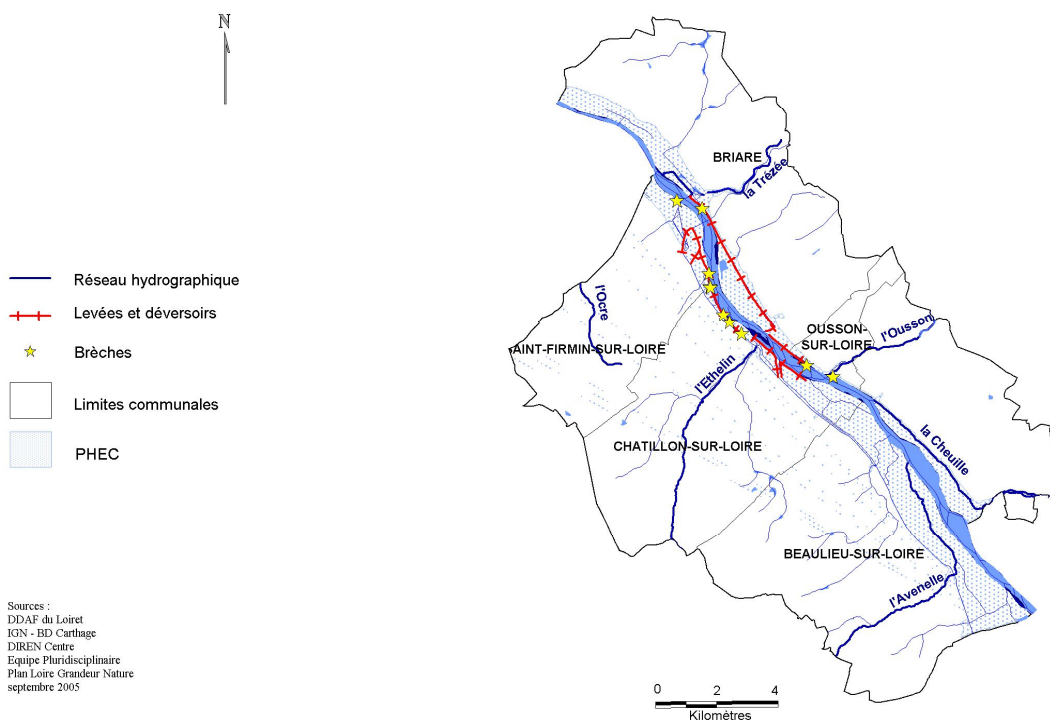 N
BRIARE
la Trézée
Réseau hydrographique
Levées et déversoirs
Brèches
Limites communales
PHEC
l'Ocre
AINT-FIRMIN-SUR-LOIRE
OUSSON-
SUR-LOIRE
l'Ousson
l'Ethelin
CHATILLON-SUR-LOIRE
la Cheuille
BEAULIEU-SUR-LOIRE
l'Avenelle
Sources :
DDAF du Loiret
IGN - BD Carthage
DIREN Centre
Equipe Pluridisciplinaire
Plan Loire Grandeur Nature
septembre 2005
0 2 4
Kilomètres